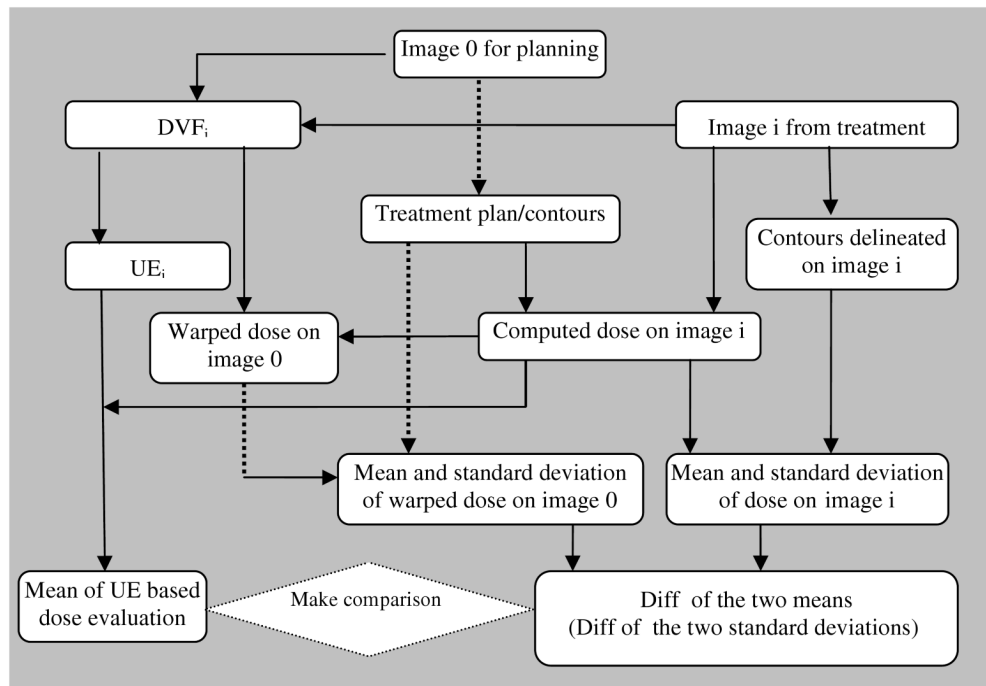 Image 0 for planning
DVFi
Image i from treatment
Treatment plan/contours
Contours delineated
on image i
UEi
Warped dose on
image 0
Computed dose on image i
Mean and standard deviation
of warped dose on image 0
Mean and standard deviation
of dose on image i
Mean of UE based
dose evaluation
Make comparison
Diff of the two means
(Diff of the two standard deviations)